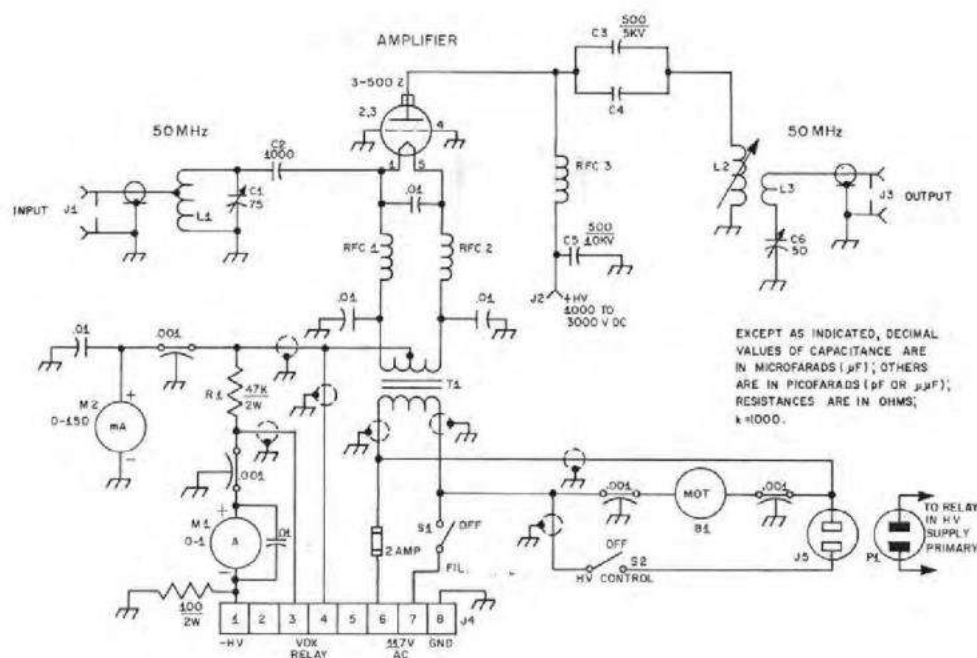 AMPLIFIER
3-500 Z
2,3
4
1
5
50 MHz
C2
1000
.01
INPUT
J1
L1
C1
75
RFC 1
RFC 2
.01
.01
500
5KV
C3
C4
RFC 3
C5
500
10KV
J2
+HV
1000 TO
3000 V DC
50 MHz
L2
L3
C6
50
J3
OUTPUT
EXCEPT AS INDICATED, DECIMAL
VALUES OF CAPACITANCE ARE
IN MICROFARADS (µF); OTHERS
ARE IN PICOFARADS (pF OR µµF);
RESISTANCES ARE IN OHMS;
k=1000.
.01
.001
M2
0-150
+
mA
–
R1
47K
2W
T1
.001
M1
0-1
+
A
–
.01
100
2W
2 AMP
S1
OFF
FIL.
.001
MOT
B1
.001
OFF
S2
HV CONTROL
J5
P1
TO RELAY
IN HV
SUPPLY
PRIMARY
1 2 3 4 5 6 7 8 J4
-HV
VOX
RELAY
117V
AC
GND